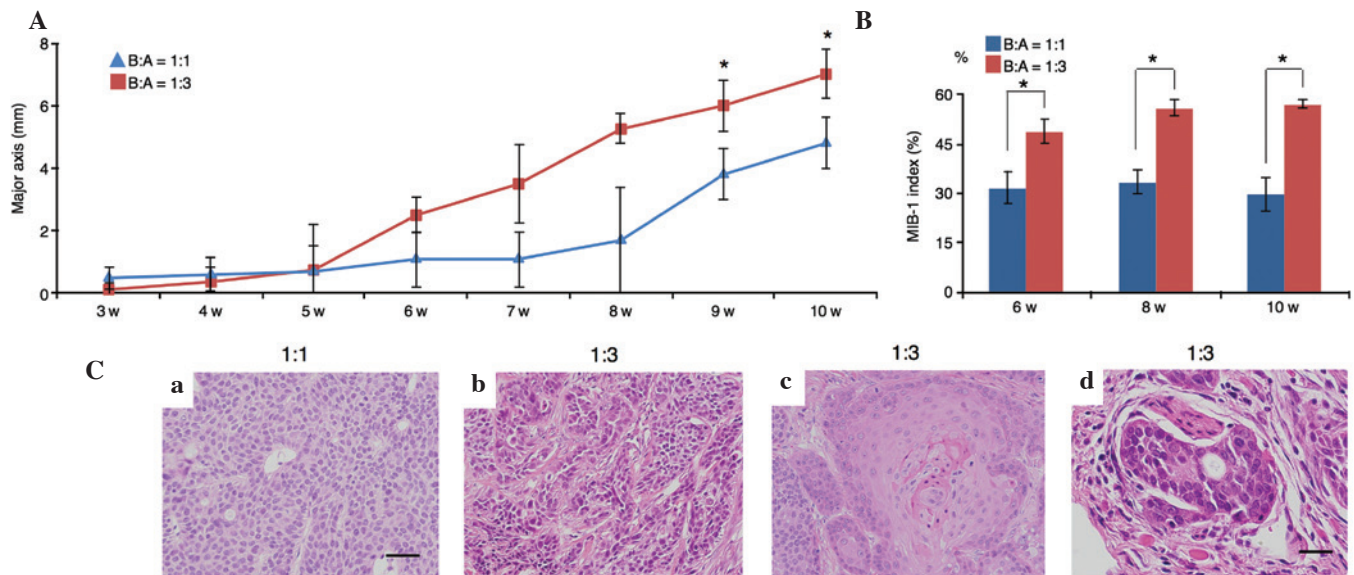 A
Major axis (mm)
8
6
4
2
0
B:A = 1:1
B:A = 1:3
*
*
3 w
4 w
5 w
6 w
7 w
8 w
9 w
10 w
B
%
B:A = 1:1
B:A = 1:3
MIB-1 index (%)
60
45
30
15
0
*
*
*
6 w
8 w
10 w
C
1:1
a
1:3
b
1:3
c
1:3
d